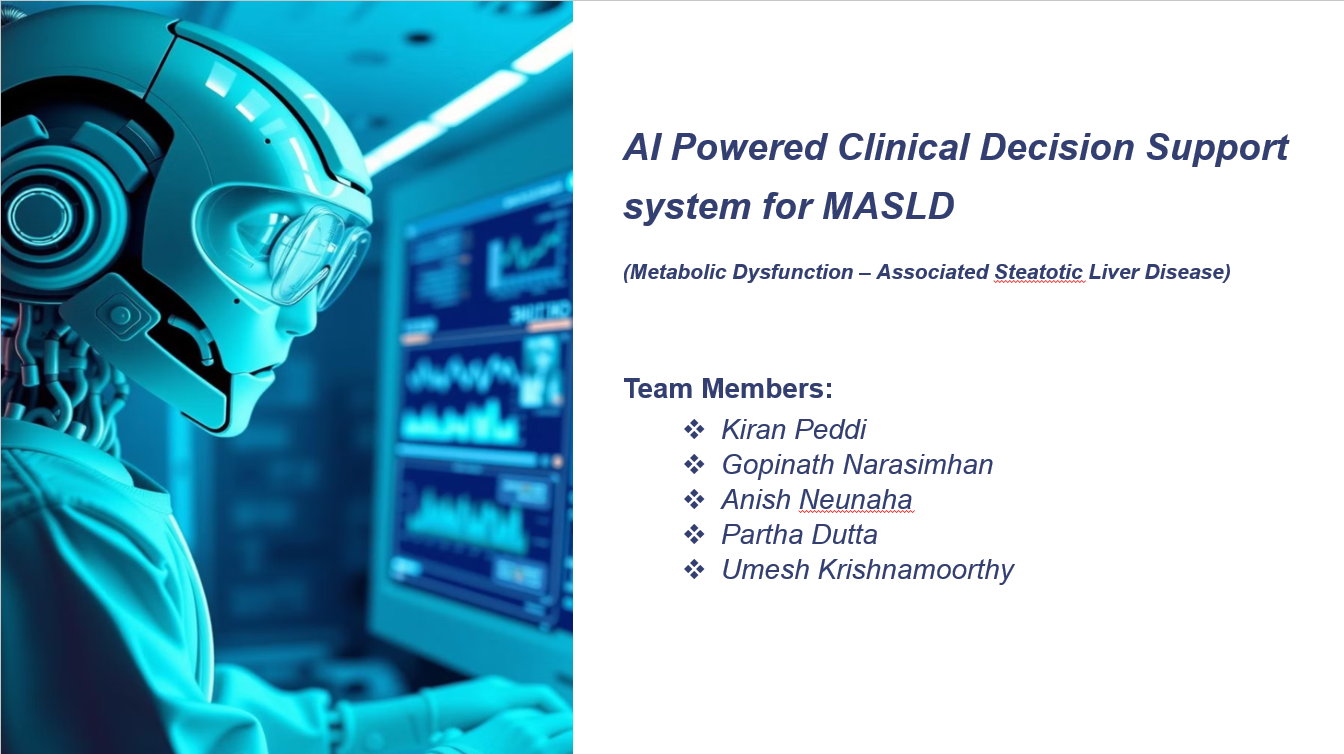 AI Powered Clinical Decision Support
system for MASLD
(Metabolic Dysfunction – Associated Steatotic Liver Disease)
Team Members:
❖ Kiran Peddi
❖ Gopinath Narasimhan
❖ Anish Neunaha
❖ Partha Dutta
❖ Umesh Krishnamoorthy